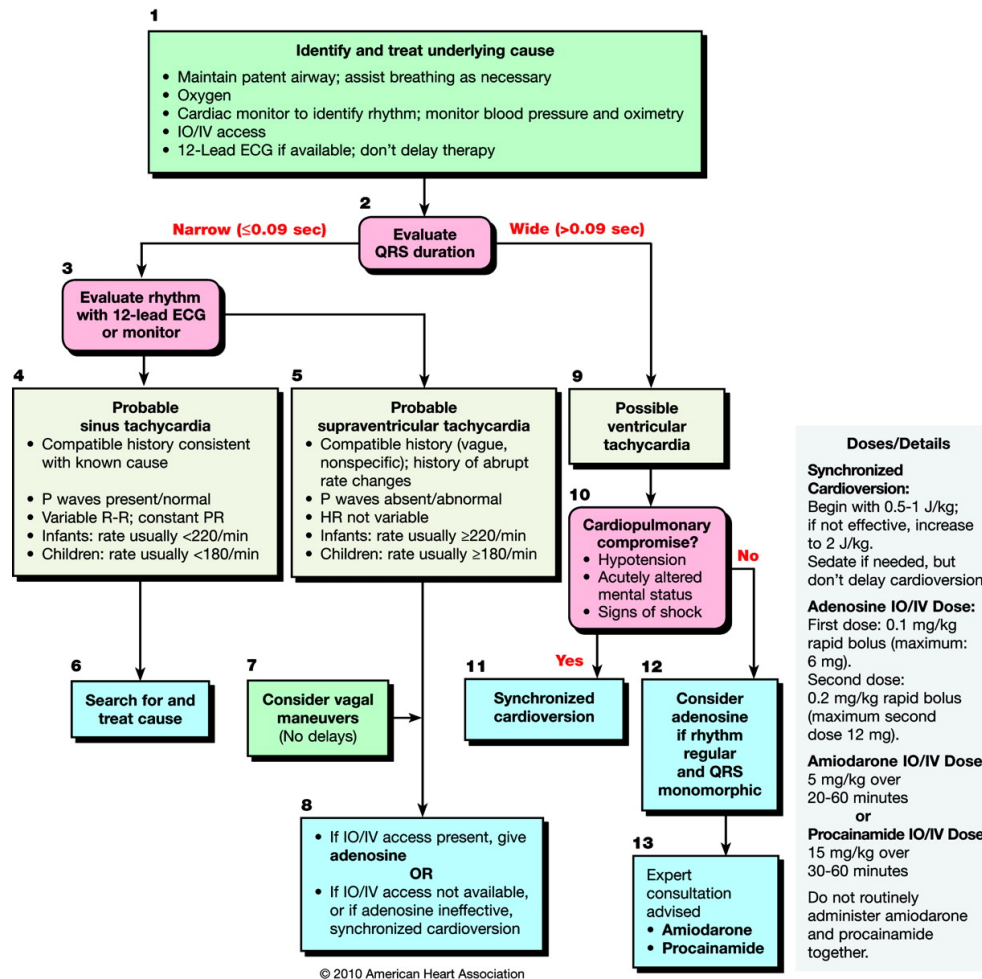 1
Identify and treat underlying cause
• Maintain patent airway; assist breathing as necessary
• Oxygen
• Cardiac monitor to identify rhythm; monitor blood pressure and oximetry
• IO/IV access
• 12-Lead ECG if available; don't delay therapy
2
Narrow (≤0.09 sec)
Evaluate
QRS duration
Wide (>0.09 sec)
3
Evaluate rhythm
with 12-lead ECG
or monitor
4
Probable
sinus tachycardia
• Compatible history consistent
with known cause
• P waves present/normal
• Variable R-R; constant PR
• Infants: rate usually <220/min
• Children: rate usually <180/min
5
Probable
supraventricular tachycardia
• Compatible history (vague,
nonspecific); history of abrupt
rate changes
• P waves absent/abnormal
• HR not variable
• Infants: rate usually ≥220/min
• Children: rate usually ≥180/min
9
Possible
ventricular
tachycardia
10
Cardiopulmonary
compromise?
• Hypotension
• Acutely altered
mental status
• Signs of shock
No
Yes
6
Search for and
treat cause
7
Consider vagal
maneuvers
(No delays)
11
Synchronized
cardioversion
12
Consider
adenosine
if rhythm
regular
and QRS
monomorphic
8
• If IO/IV access present, give
adenosine
OR
• If IO/IV access not available,
or if adenosine ineffective,
synchronized cardioversion
13
Expert
consultation
advised
• Amiodarone
• Procainamide
Doses/Details
Synchronized
Cardioversion:
Begin with 0.5-1 J/kg;
if not effective, increase
to 2 J/kg.
Sedate if needed, but
don't delay cardioversion
Adenosine IO/IV Dose:
First dose: 0.1 mg/kg
rapid bolus (maximum:
6 mg).
Second dose:
0.2 mg/kg rapid bolus
(maximum second
dose 12 mg).
Amiodarone IO/IV Dose
5 mg/kg over
20-60 minutes
or
Procainamide IO/IV Dose
15 mg/kg over
30-60 minutes
Do not routinely
administer amiodarone
and procainamide
together.
© 2010 American Heart Association